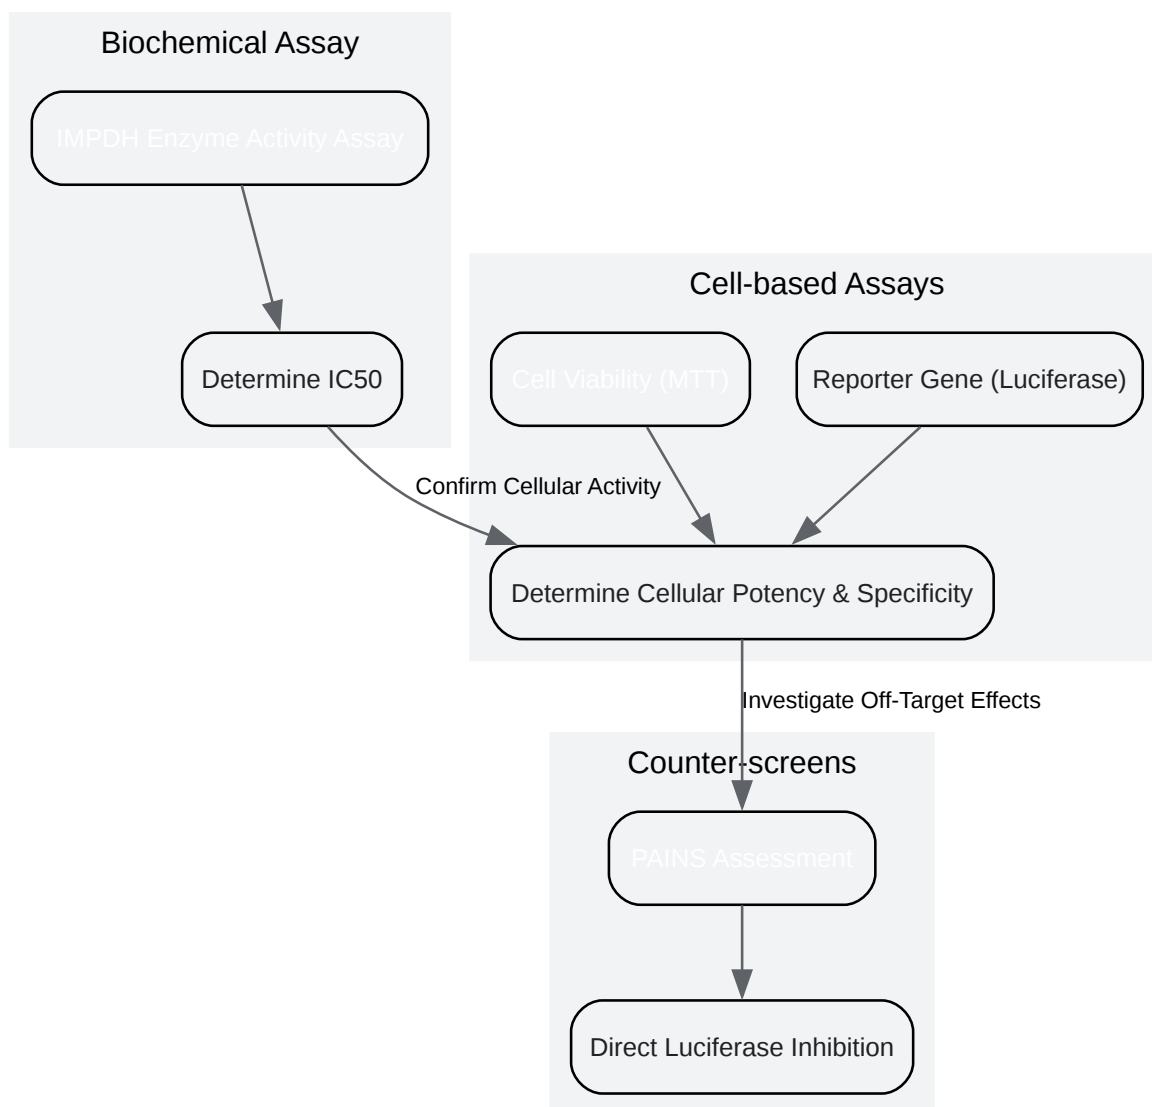 Biochemical Assay
IMPDH Enzyme Activity Assay
Determine IC50
Cell-based Assays
Cell Viability (MTT)
Reporter Gene (Luciferase)
Confirm Cellular Activity
Determine Cellular Potency & Specificity
Investigate Off-Target Effects
Counter-screens
PAINS Assessment
Direct Luciferase Inhibition